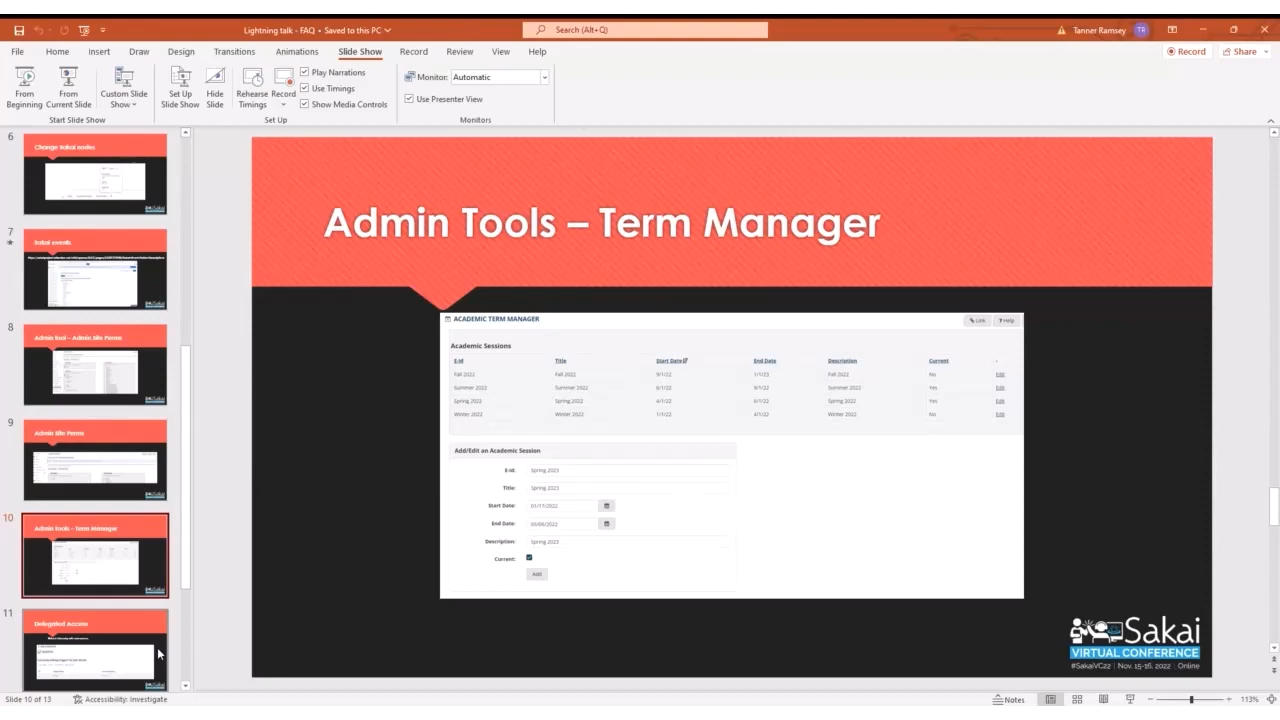 Lightning talk - FAQ • Saved to this PC
Search (Alt+Q)
Tanner Ramsey
TR
File Home Insert Draw Design Transitions Animations Slide Show Record Review View Help
Record
Share
From Beginning
From Current Slide
Custom Slide Show
Start Slide Show
Set Up Slide Show
Hide Slide
Rehearse Timings
Record
Play Narrations
Use Timings
Show Media Controls
Set Up
Monitor: Automatic
Use Presenter View
Monitors
6
Change Sakai nodes
7
Sakai events
8
Admin tool - Admin Site Perms
9
Admin Site Perms
10
Admin Tools - Term Manager
11
Delegated Access
Admin Tools – Term Manager
ACADEMIC TERM MANAGER
Link
? Help
Academic Sessions
E-Id Title Start Date End Date Description Current -
Fall 2022 Fall 2022 9/1/22 1/1/23 Fall 2022 No Edit
Summer 2022 Summer 2022 6/1/22 9/1/22 Summer 2022 Yes Edit
Spring 2022 Spring 2022 4/1/22 6/1/22 Spring 2022 Yes Edit
Winter 2022 Winter 2022 1/1/22 4/1/22 Winter 2022 No Edit
Add/Edit an Academic Session
E-Id: Spring 2023
Title: Spring 2023
Start Date: 01/17/2022
End Date:
Description: Spring 2023
Current:
Add
Sakai
VIRTUAL CONFERENCE
#SakaiVC22 | Nov. 15-16, 2022 | Online
Slide 10 of 13
Accessibility: Investigate
Notes
113%